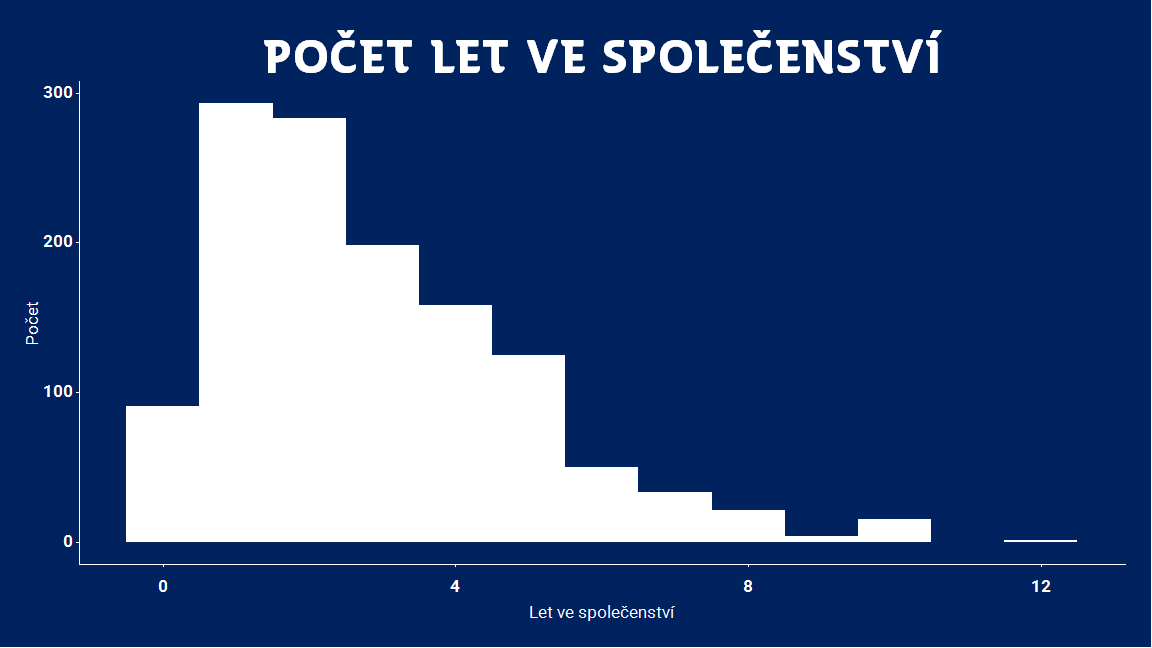 POČET LET VE SPOLEČENSTVÍ
300
200
100
0
Počet
0 4 8 12
Let ve společenství